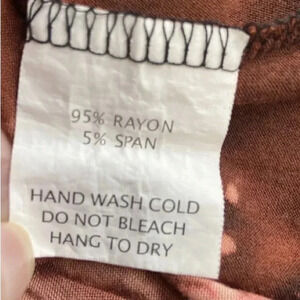 95% RAYON
5% SPAN
HAND WASH COLD
DO NOT BLEACH
HANG TO DRY